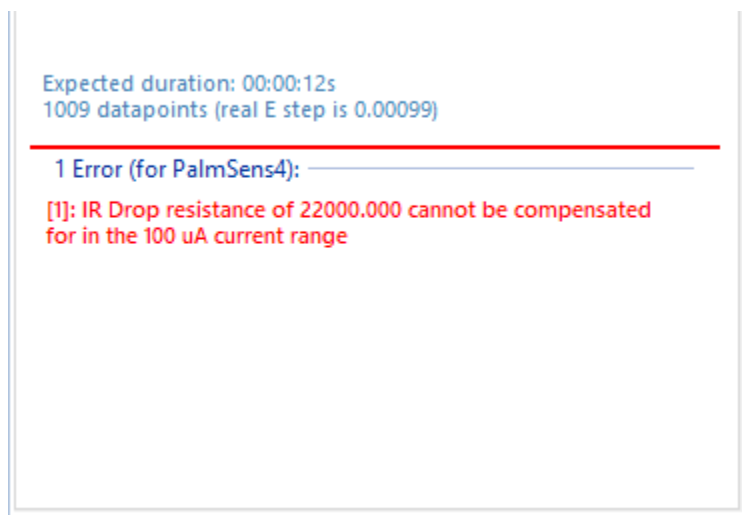 Expected duration: 00:00:12s
1009 datapoints (real E step is 0.00099)
1 Error (for PalmSens4):
[1]: IR Drop resistance of 22000.000 cannot be compensated
for in the 100 uA current range